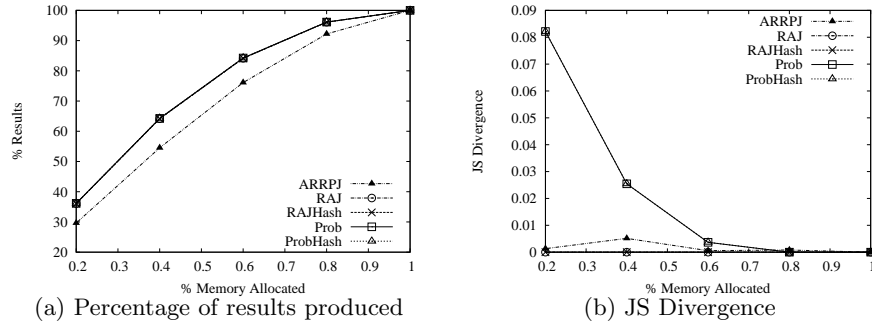 100
90
80
70
60
50
40
30
20
% Results
ARRPJ
RAJ
RAJHash
Prob
ProbHash
0.2 0.3 0.4 0.5 0.6 0.7 0.8 0.9 1
% Memory Allocated
(a) Percentage of results produced
0.09
0.08
0.07
0.06
0.05
0.04
0.03
0.02
0.01
0
JS Divergence
ARRPJ
RAJ
RAJHash
Prob
ProbHash
0.2 0.3 0.4 0.5 0.6 0.7 0.8 0.9 1
% Memory Allocated
(b) JS Divergence